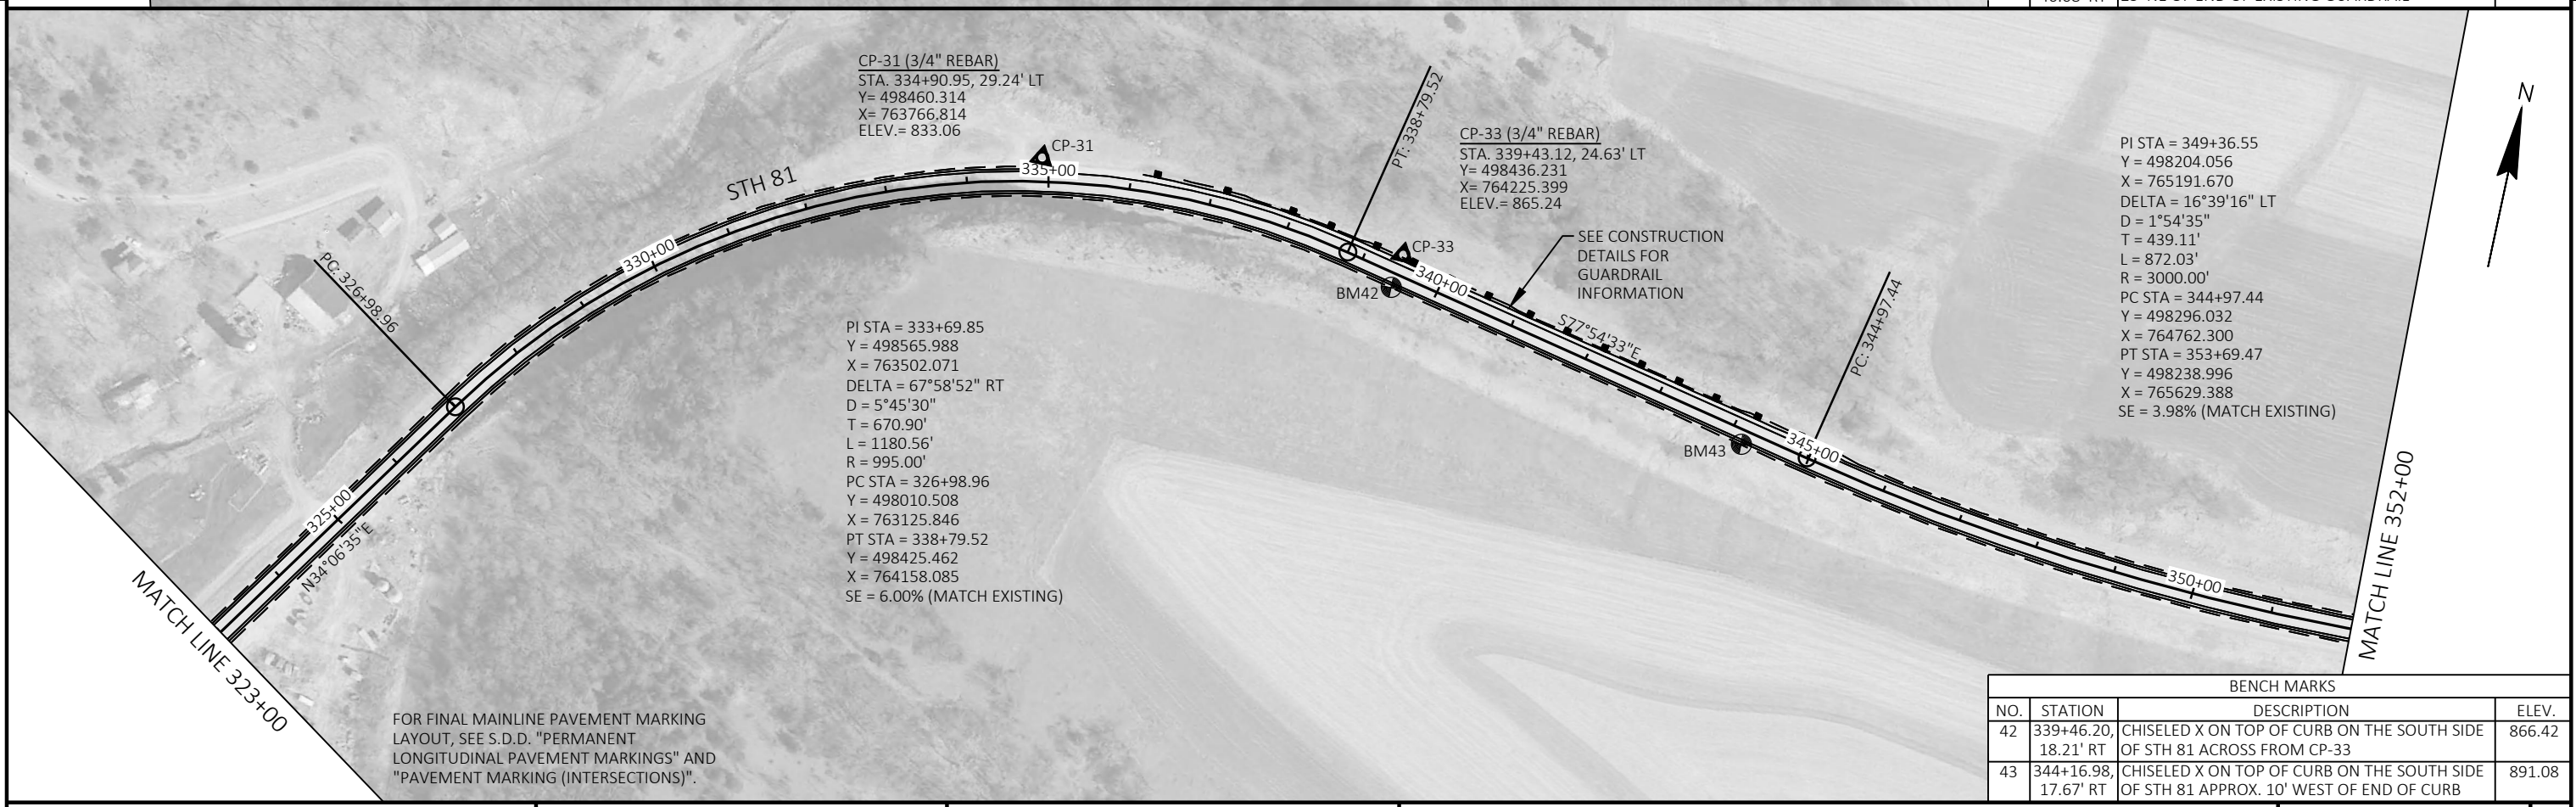 CP-31 (3/4" REBAR)
STA. 334+90.95, 29.24' LT
Y= 498460.314
X= 763766.814
ELEV.= 833.06
CP-31
335+00
STH 81
330+00
PC: 326+98.96
325+00
N34°06'35"E
MATCH LINE 323+00
PT: 338+79.52
CP-33 (3/4" REBAR)
STA. 339+43.12, 24.63' LT
Y= 498436.231
X= 764225.399
ELEV.= 865.24
CP-33
BM42
340+00
SEE CONSTRUCTION
DETAILS FOR
GUARDRAIL
INFORMATION
S77°54'33"E
PC: 344+97.44
BM43
345+00
350+00
PI STA = 333+69.85
Y = 498565.988
X = 763502.071
DELTA = 67°58'52" RT
D = 5°45'30"
T = 670.90'
L = 1180.56'
R = 995.00'
PC STA = 326+98.96
Y = 498010.508
X = 763125.846
PT STA = 338+79.52
Y = 498425.462
X = 764158.085
SE = 6.00% (MATCH EXISTING)
PI STA = 349+36.55
Y = 498204.056
X = 765191.670
DELTA = 16°39'16" LT
D = 1°54'35"
T = 439.11'
L = 872.03'
R = 3000.00'
PC STA = 344+97.44
Y = 498296.032
X = 764762.300
PT STA = 353+69.47
Y = 498238.996
X = 765629.388
SE = 3.98% (MATCH EXISTING)
N
MATCH LINE 352+00
FOR FINAL MAINLINE PAVEMENT MARKING
LAYOUT, SEE S.D.D. "PERMANENT
LONGITUDINAL PAVEMENT MARKINGS" AND
"PAVEMENT MARKING (INTERSECTIONS)".
BENCH MARKS
NO. STATION DESCRIPTION ELEV.
42 339+46.20, CHISELED X ON TOP OF CURB ON THE SOUTH SIDE 866.42
18.21' RT OF STH 81 ACROSS FROM CP-33
43 344+16.98, CHISELED X ON TOP OF CURB ON THE SOUTH SIDE 891.08
17.67' RT OF STH 81 APPROX. 10' WEST OF END OF CURB